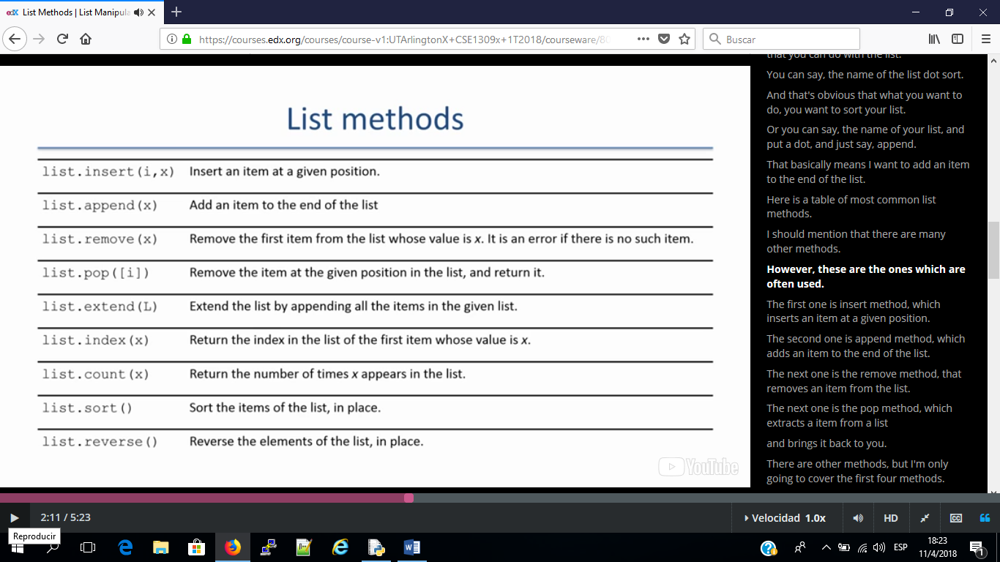 edX List Methods | List Manipula
https://courses.edx.org/courses/course-v1:UTArlingtonX+CSE1309x+1T2018/courseware/80
Buscar
List methods
list.insert(i,x) Insert an item at a given position.
list.append(x) Add an item to the end of the list
list.remove(x) Remove the first item from the list whose value is x. It is an error if there is no such item.
list.pop([i]) Remove the item at the given position in the list, and return it.
list.extend(L) Extend the list by appending all the items in the given list.
list.index(x) Return the index in the list of the first item whose value is x.
list.count(x) Return the number of times x appears in the list.
list.sort() Sort the items of the list, in place.
list.reverse() Reverse the elements of the list, in place.
YouTube
that you can do with the list.
You can say, the name of the list dot sort.
And that's obvious that what you want to
do, you want to sort your list.
Or you can say, the name of your list, and
put a dot, and just say, append.
That basically means I want to add an item
to the end of the list.
Here is a table of most common list
methods.
I should mention that there are many
other methods.
However, these are the ones which are
often used.
The first one is insert method, which
inserts an item at a given position.
The second one is append method, which
adds an item to the end of the list.
The next one is the remove method, that
removes an item from the list.
The next one is the pop method, which
extracts a item from a list
and brings it back to you.
There are other methods, but I'm only
going to cover the first four methods.
2:11 / 5:23
Velocidad 1.0x
HD
CC
Reproducir
ESP
18:23
11/4/2018
1